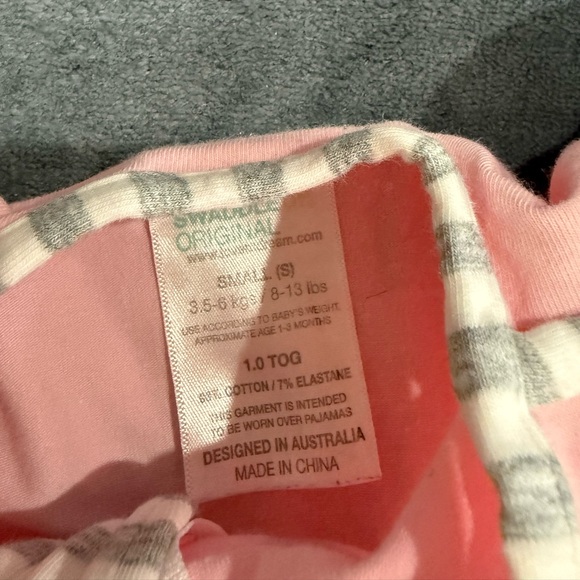 SWADDLE
ORIGINAL
SMALL (S)
3.5-6 kgs / 8-13 lbs
USE ACCORDING TO BABY'S WEIGHT.
APPROXIMATE AGE 1-3 MONTHS
1.0 TOG
93% COTTON / 7% ELASTANE
THIS GARMENT IS INTENDED
TO BE WORN OVER PAJAMAS
DESIGNED IN AUSTRALIA
MADE IN CHINA